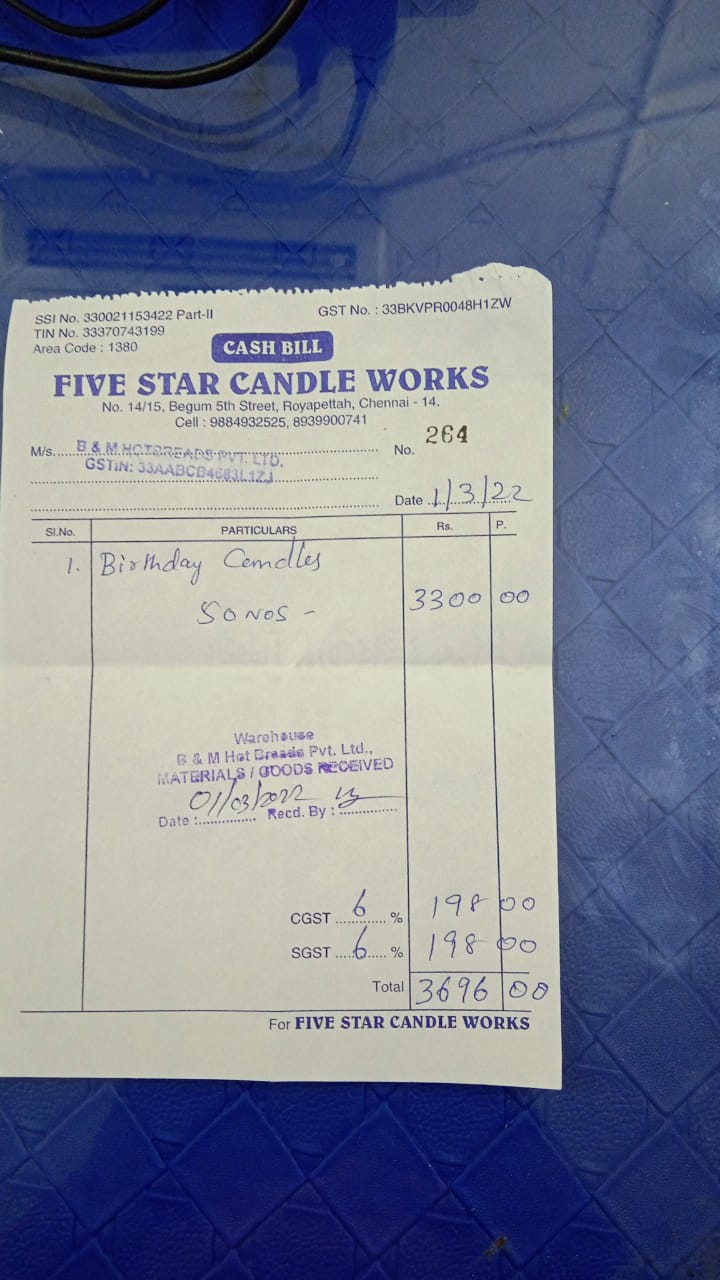 SSI No. 330021153422 Part-II
GST No. : 33BKVPR0048H1ZW
TIN No. 33370743199
Area Code : 1380
CASH BILL
FIVE STAR CANDLE WORKS
No. 14/15, Begum 5th Street, Royapettah, Chennai - 14.
Cell : 9884932525, 8939900741
M/s. B & M HOTBREADS PVT. LTD.
No. 264
GSTIN: 33AABCB4683L1ZJ
Date 1/3/22
Sl.No. PARTICULARS Rs. P.
1. Birthday Candles
50 NOS - 3300 00
Warehouse
B & M Hot Breads Pvt. Ltd.,
MATERIALS / GOODS RECEIVED
01/03/2022
Date : Recd. By :
CGST 6 % 198 00
SGST 6 % 198 00
Total 3696 00
For FIVE STAR CANDLE WORKS